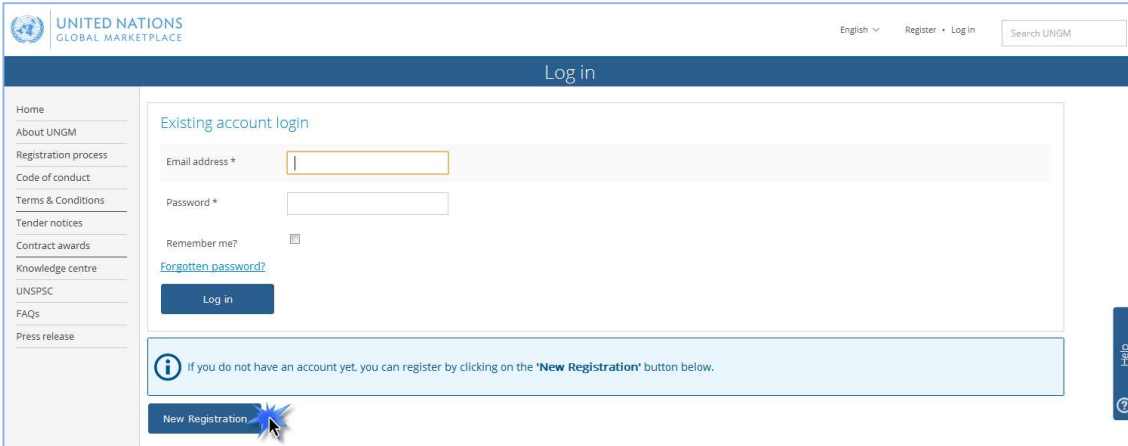 UNITED NATIONS
GLOBAL MARKETPLACE
English
Register • Log in
Search UNGM
Log in
Home
About UNGM
Registration process
Code of conduct
Terms & Conditions
Tender notices
Contract awards
Knowledge centre
UNSPSC
FAQs
Press release
Existing account login
Email address *
Password *
Remember me?
Forgotten password?
Log in
If you do not have an account yet, you can register by clicking on the 'New Registration' button below.
New Registration
Help